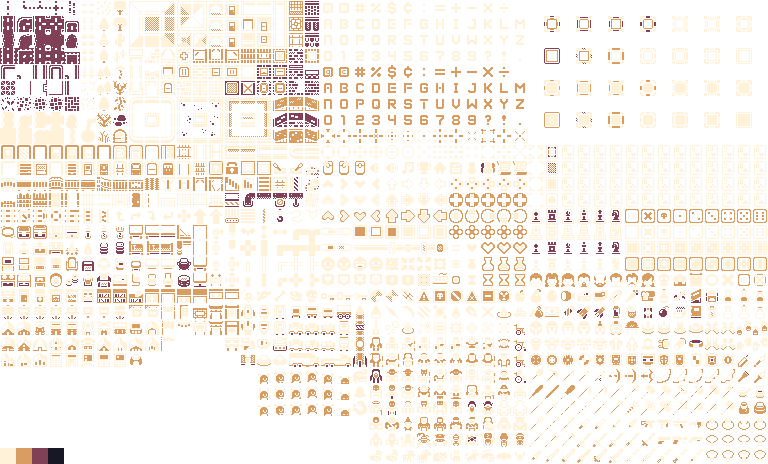 # % $ ¢ : = + - × ÷
A B C D E F G H I J K L M
N O P Q R S T U V W X Y Z
0 1 2 3 4 5 6 7 8 9 ? ! .
# % $ ¢ : = + - × ÷
A B C D E F G H I J K L M
N O P Q R S T U V W X Y Z
0 1 2 3 4 5 6 7 8 9 ? ! .